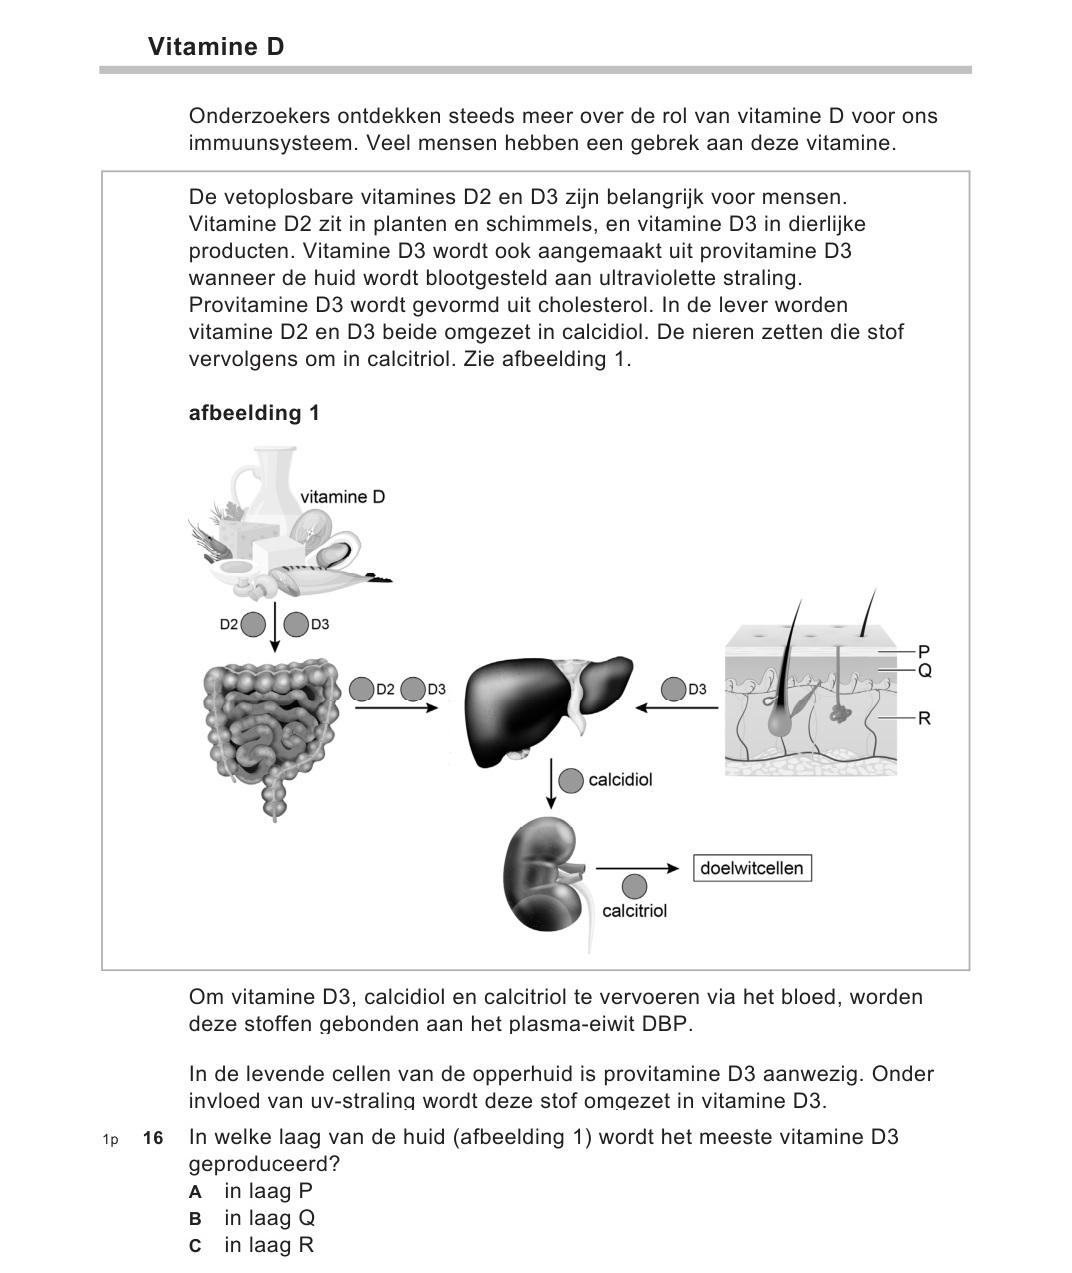 Vitamine D
Onderzoekers ontdekken steeds meer over de rol van vitamine D voor ons
immuunsysteem. Veel mensen hebben een gebrek aan deze vitamine.
De vetoplosbare vitamines D2 en D3 zijn belangrijk voor mensen.
Vitamine D2 zit in planten en schimmels, en vitamine D3 in dierlijke
producten. Vitamine D3 wordt ook aangemaakt uit provitamine D3
wanneer de huid wordt blootgesteld aan ultraviolette straling.
Provitamine D3 wordt gevormd uit cholesterol. In de lever worden
vitamine D2 en D3 beide omgezet in calcidiol. De nieren zetten die stof
vervolgens om in calcitriol. Zie afbeelding 1.
afbeelding 1
vitamine D
D2 D3
D2 D3
D3
P
Q
R
calcidiol
doelwitcellen
calcitriol
Om vitamine D3, calcidiol en calcitriol te vervoeren via het bloed, worden
deze stoffen gebonden aan het plasma-eiwit DBP.
In de levende cellen van de opperhuid is provitamine D3 aanwezig. Onder
invloed van uv-straling wordt deze stof omgezet in vitamine D3.
1p 16 In welke laag van de huid (afbeelding 1) wordt het meeste vitamine D3
geproduceerd?
A in laag P
B in laag Q
C in laag R